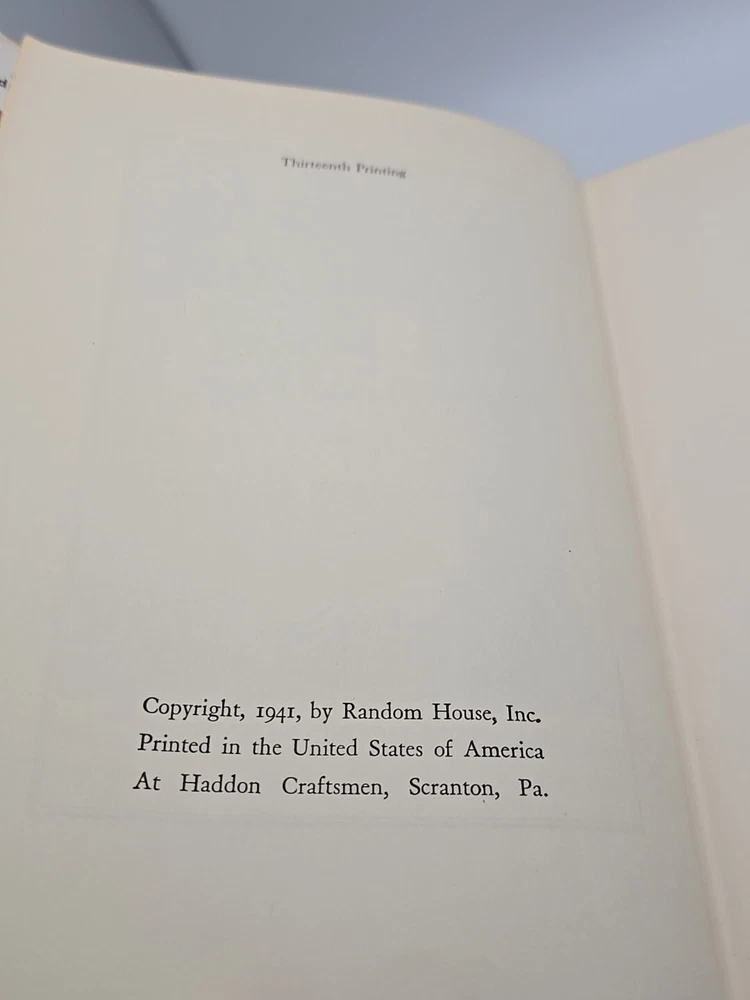 Thirteenth Printing
Copyright, 1941, by Random House, Inc.
Printed in the United States of America
At Haddon Craftsmen, Scranton, Pa.